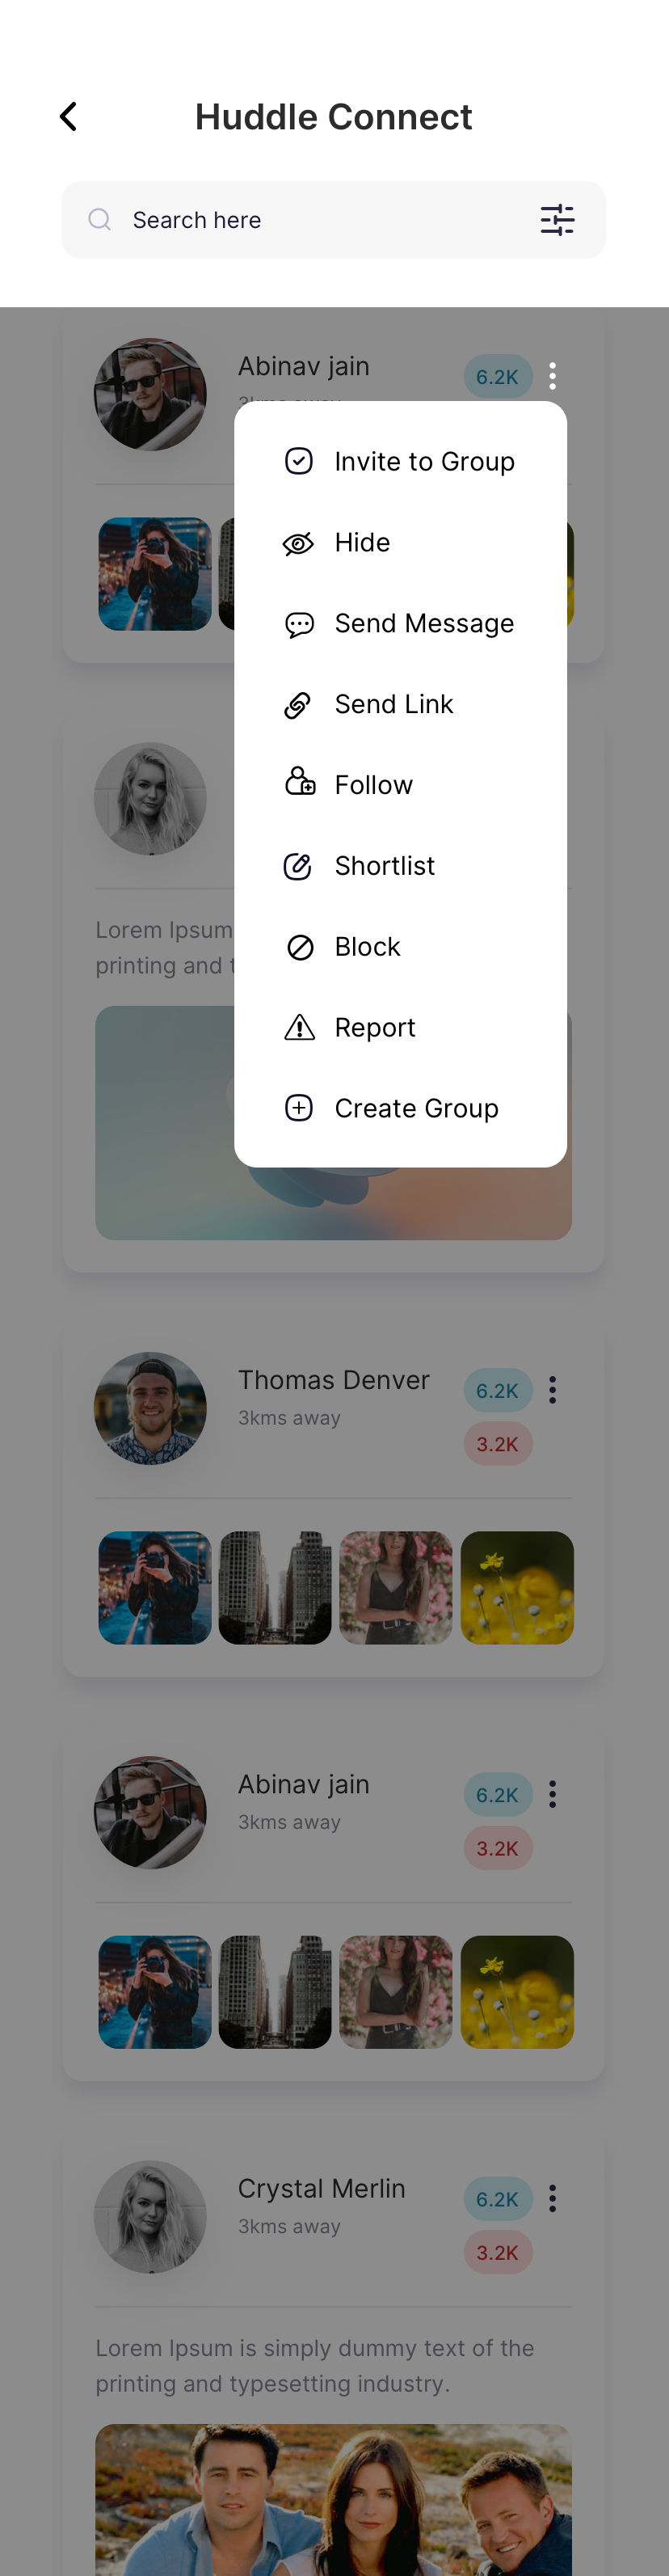 Huddle Connect
Search here
Abinav jain
6.2K
3kms away
Invite to Group
Hide
Send Message
Send Link
Follow
Shortlist
Block
Report
Create Group
Lorem Ipsum
printing and t
Thomas Denver
6.2K
3kms away
3.2K
Abinav jain
6.2K
3kms away
3.2K
Crystal Merlin
6.2K
3kms away
3.2K
Lorem Ipsum is simply dummy text of the
printing and typesetting industry.